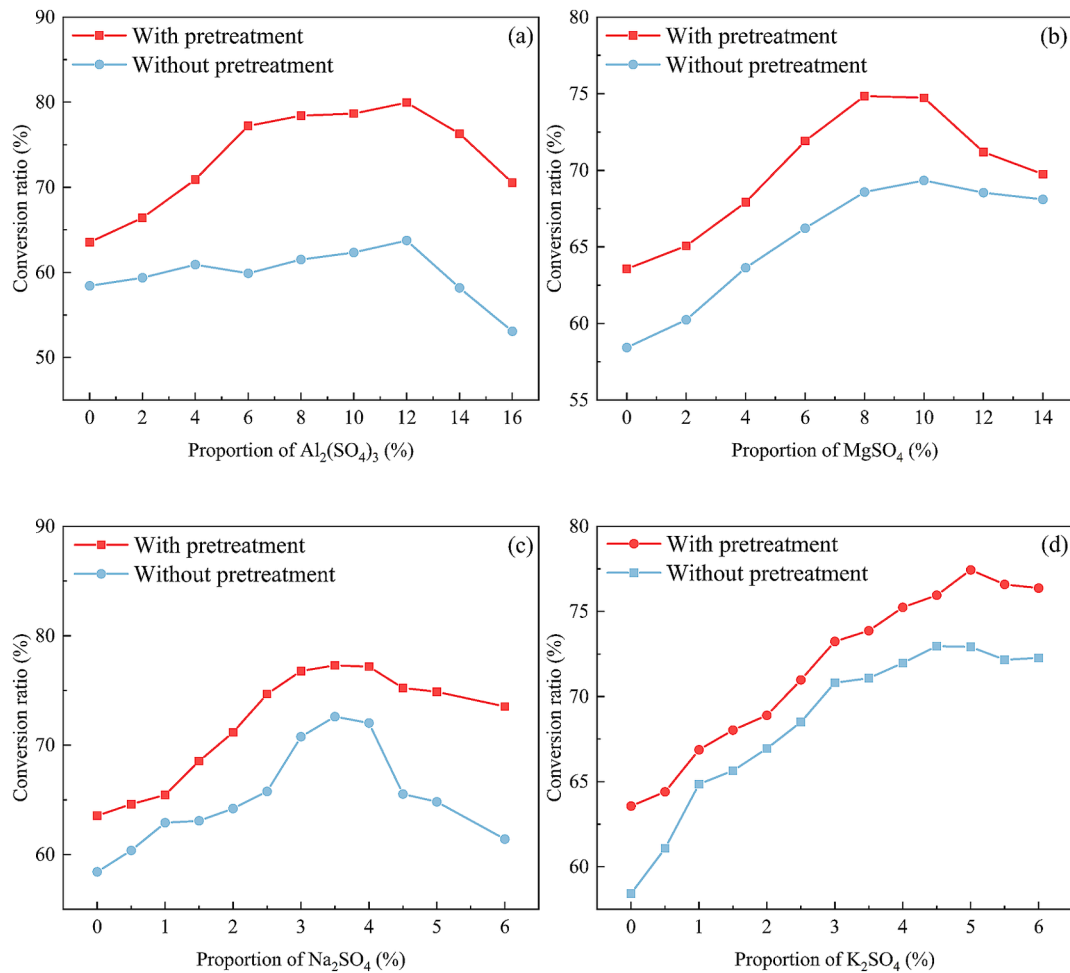 With pretreatment
Without pretreatment
(a)
90
80
70
60
50
Conversion ratio (%)
0 2 4 6 8 10 12 14 16
Proportion of Al₂(SO₄)₃ (%)
With pretreatment
Without pretreatment
(b)
80
75
70
65
60
55
Conversion ratio (%)
0 2 4 6 8 10 12 14
Proportion of MgSO₄ (%)
With pretreatment
Without pretreatment
(c)
90
80
70
60
Conversion ratio (%)
0 1 2 3 4 5 6
Proportion of Na₂SO₄ (%)
With pretreatment
Without pretreatment
(d)
80
75
70
65
60
Conversion ratio (%)
0 1 2 3 4 5 6
Proportion of K₂SO₄ (%)